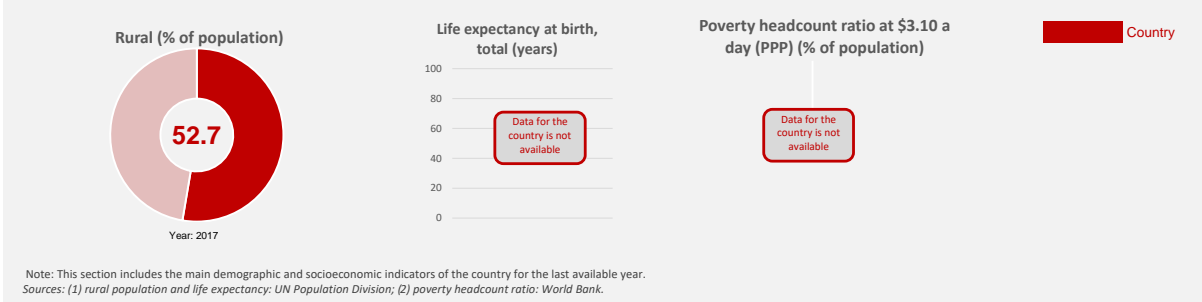 Rural (% of population)
52.7
Year: 2017
Life expectancy at birth,
total (years)
100
80
60
40
20
0
Data for the
country is not
available
Poverty headcount ratio at $3.10 a
day (PPP) (% of population)
Data for the
country is not
available
Country
Note: This section includes the main demographic and socioeconomic indicators of the country for the last available year.
Sources: (1) rural population and life expectancy: UN Population Division; (2) poverty headcount ratio: World Bank.